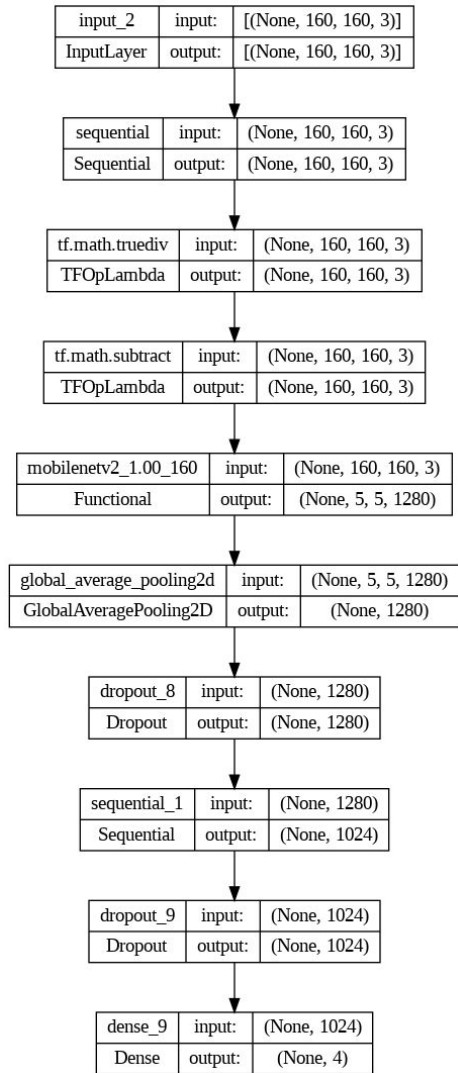 input_2 input: [(None, 160, 160, 3)]
InputLayer output: [(None, 160, 160, 3)]
sequential input: (None, 160, 160, 3)
Sequential output: (None, 160, 160, 3)
tf.math.truediv input: (None, 160, 160, 3)
TFOpLambda output: (None, 160, 160, 3)
tf.math.subtract input: (None, 160, 160, 3)
TFOpLambda output: (None, 160, 160, 3)
mobilenetv2_1.00_160 input: (None, 160, 160, 3)
Functional output: (None, 5, 5, 1280)
global_average_pooling2d input: (None, 5, 5, 1280)
GlobalAveragePooling2D output: (None, 1280)
dropout_8 input: (None, 1280)
Dropout output: (None, 1280)
sequential_1 input: (None, 1280)
Sequential output: (None, 1024)
dropout_9 input: (None, 1024)
Dropout output: (None, 1024)
dense_9 input: (None, 1024)
Dense output: (None, 4)